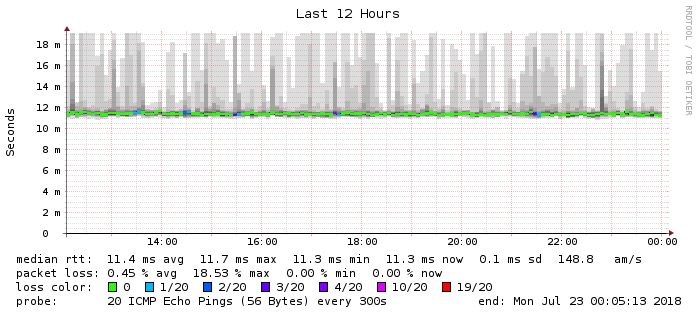 Last 12 Hours
RRDTOOL / TOBI OETIKER
Seconds
18 m
16 m
14 m
12 m
10 m
8 m
6 m
4 m
2 m
0
14:00 16:00 18:00 20:00 22:00 00:00
median rtt: 11.4 ms avg 11.7 ms max 11.3 ms min 11.3 ms now 0.1 ms sd 148.8 am/s
packet loss: 0.45 % avg 18.53 % max 0.00 % min 0.00 % now
loss color: 0 1/20 2/20 3/20 4/20 10/20 19/20
probe: 20 ICMP Echo Pings (56 Bytes) every 300s end: Mon Jul 23 00:05:13 2018